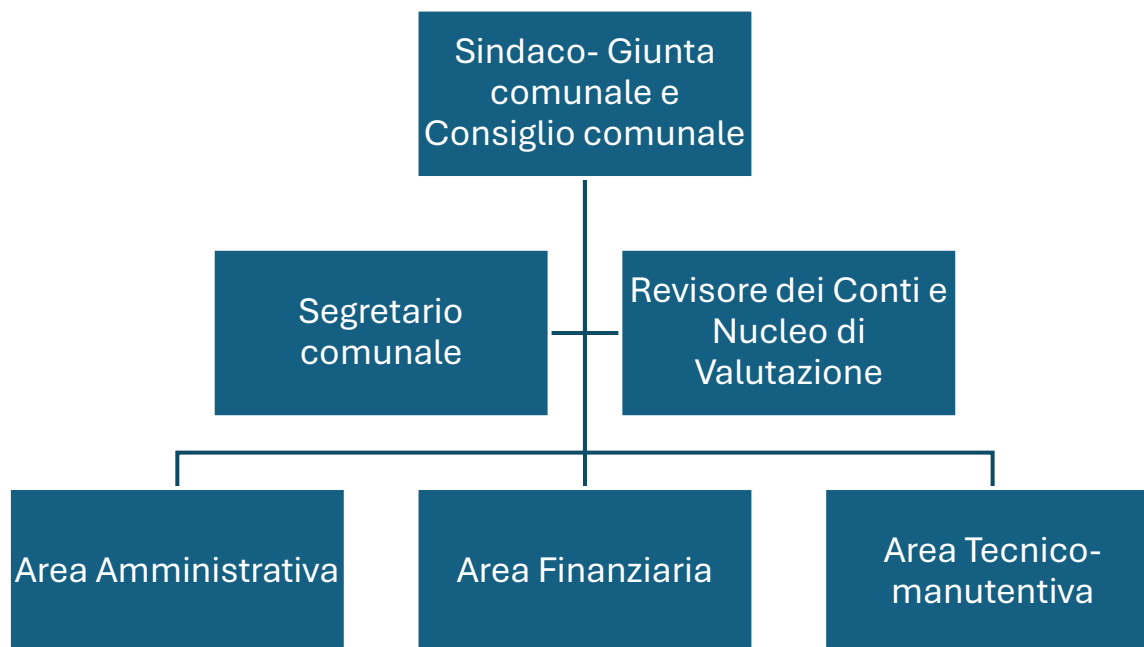 Sindaco- Giunta
comunale e
Consiglio comunale
Segretario
comunale
Revisore dei Conti e
Nucleo di
Valutazione
Area Amministrativa
Area Finanziaria
Area Tecnico-
manutentiva